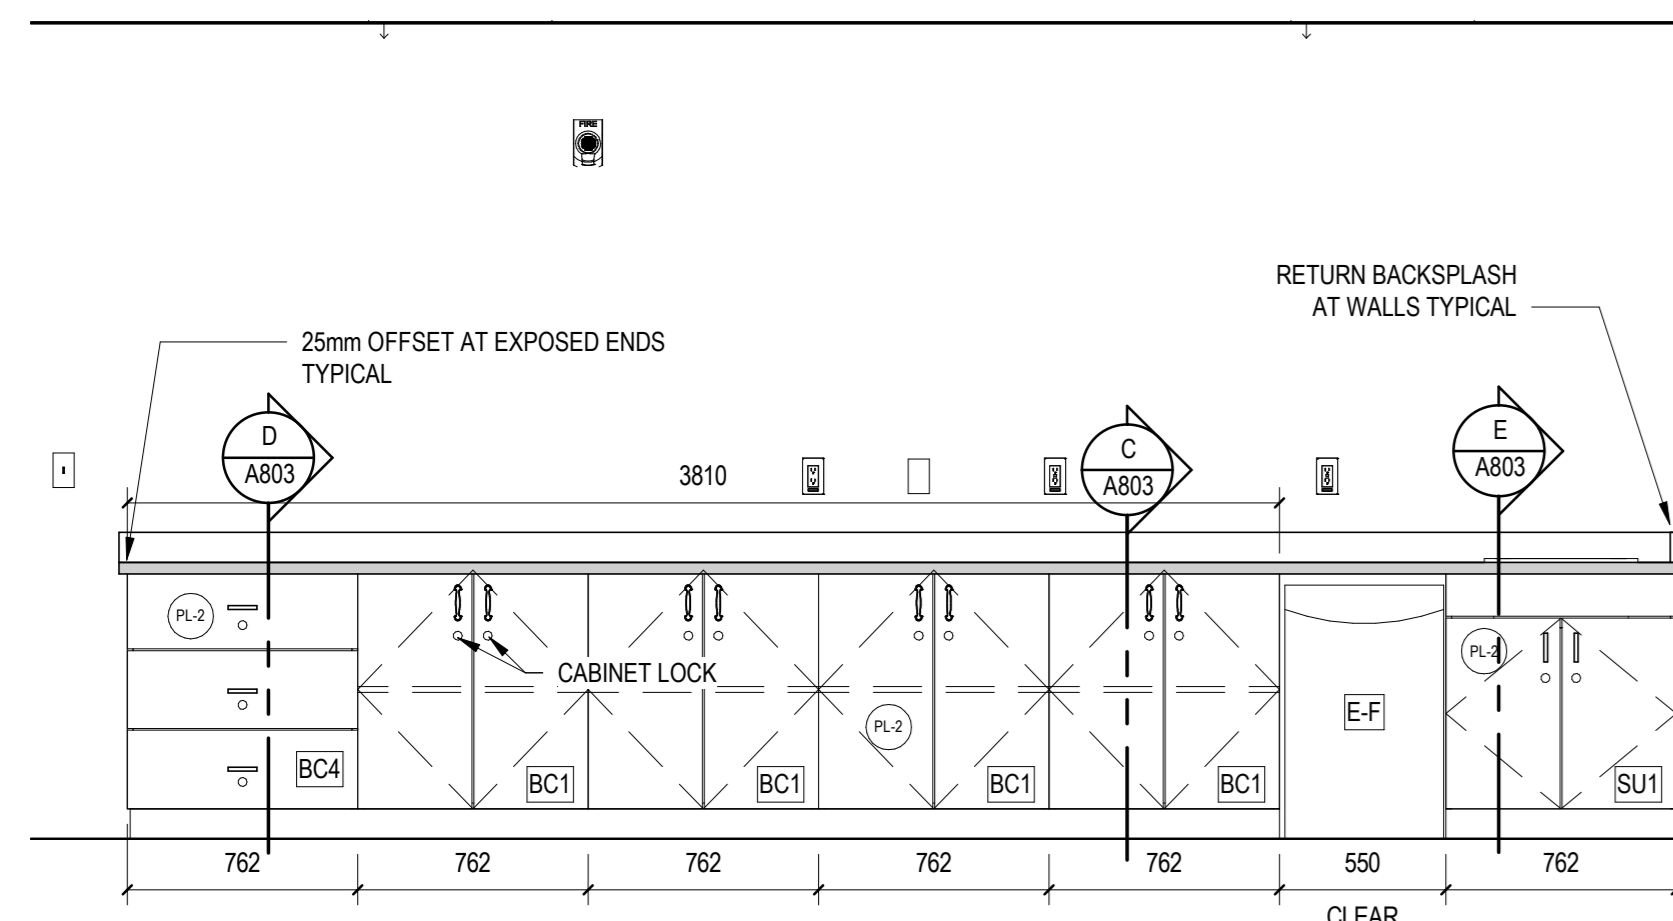 FIRE
RETURN BACKSPLASH
AT WALLS TYPICAL
25mm OFFSET AT EXPOSED ENDS
TYPICAL
D
A803
3810
C
A803
E
A803
PL-2
CABINET LOCK
PL-2
PL-2
E-F
BC4
BC1
BC1
BC1
BC1
SU1
762
762
762
762
762
550
762
CLEAR